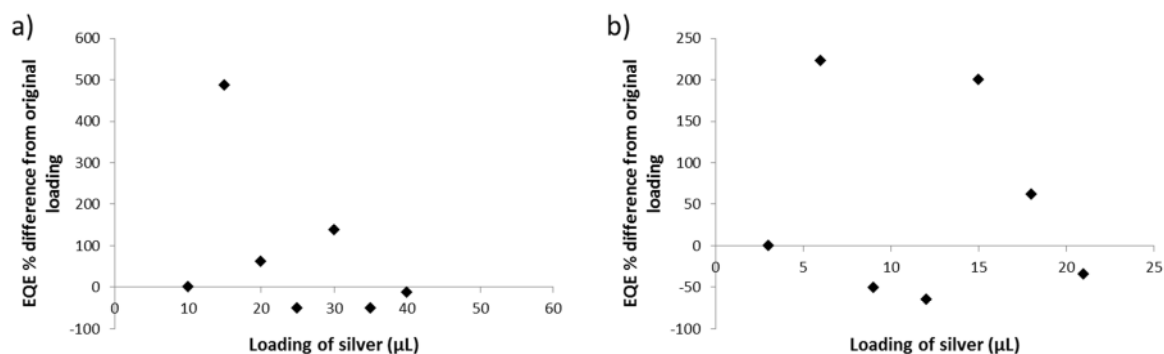 a)
EQE % difference from original
loading
600
500
400
300
200
100
0
-100
0 10 20 30 40 50 60
Loading of silver (µL)
b)
EQE % difference from original
loading
250
200
150
100
50
0
-50
-100
0 5 10 15 20 25
Loading of silver (µL)